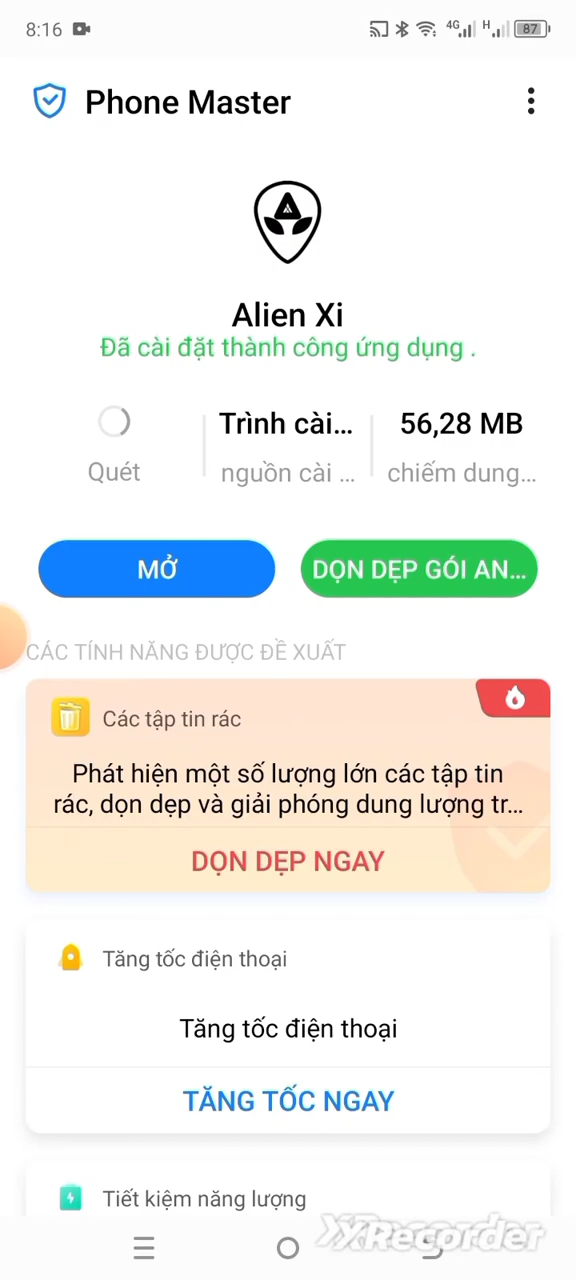 8:16
4G
H
87
Phone Master
Alien Xi
Đã cài đặt thành công ứng dụng .
Quét
Trình cài...
nguồn cài ...
56,28 MB
chiếm dung...
MỞ
DỌN DẸP GÓI AN...
CÁC TÍNH NĂNG ĐƯỢC ĐỀ XUẤT
Các tập tin rác
Phát hiện một số lượng lớn các tập tin
rác, dọn dẹp và giải phóng dung lượng tr...
DỌN DẸP NGAY
Tăng tốc điện thoại
Tăng tốc điện thoại
TĂNG TỐC NGAY
Tiết kiệm năng lượng
XRecorder